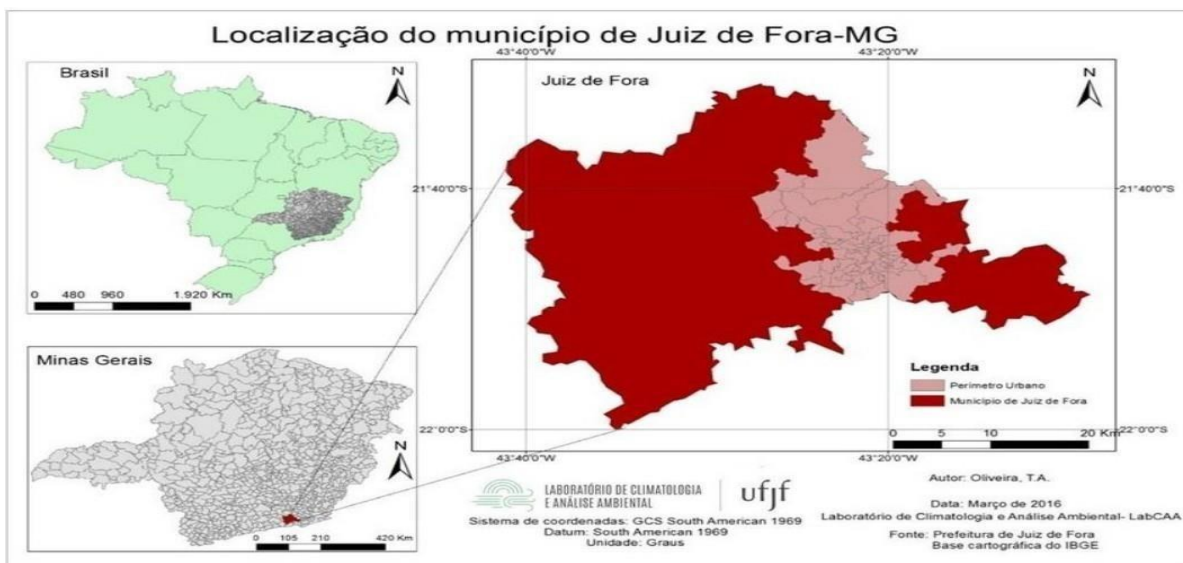 Localização do município de Juiz de Fora-MG
Brasil
N
0 480 960 1.920 Km
Minas Gerais
N
0 105 210 420 Km
43°40'0"W 43°20'0"W
Juiz de Fora
N
21°40'0"S 21°40'0"S
Legenda
Perímetro Urbano
Município de Juiz de Fora
22°0'0"S 22°0'0"S
0 5 10 20 Km
43°40'0"W 43°20'0"W
LABORATÓRIO DE CLIMATOLOGIA
E ANÁLISE AMBIENTAL
ufjf
Sistema de coordenadas: GCS South American 1969
Datum: South American 1969
Unidade: Graus
Autor: Oliveira, T.A.
Data: Março de 2016
Laboratório de Climatologia e Análise Ambiental- LabCAA
Fonte: Prefeitura de Juiz de Fora
Base cartográfica do IBGE